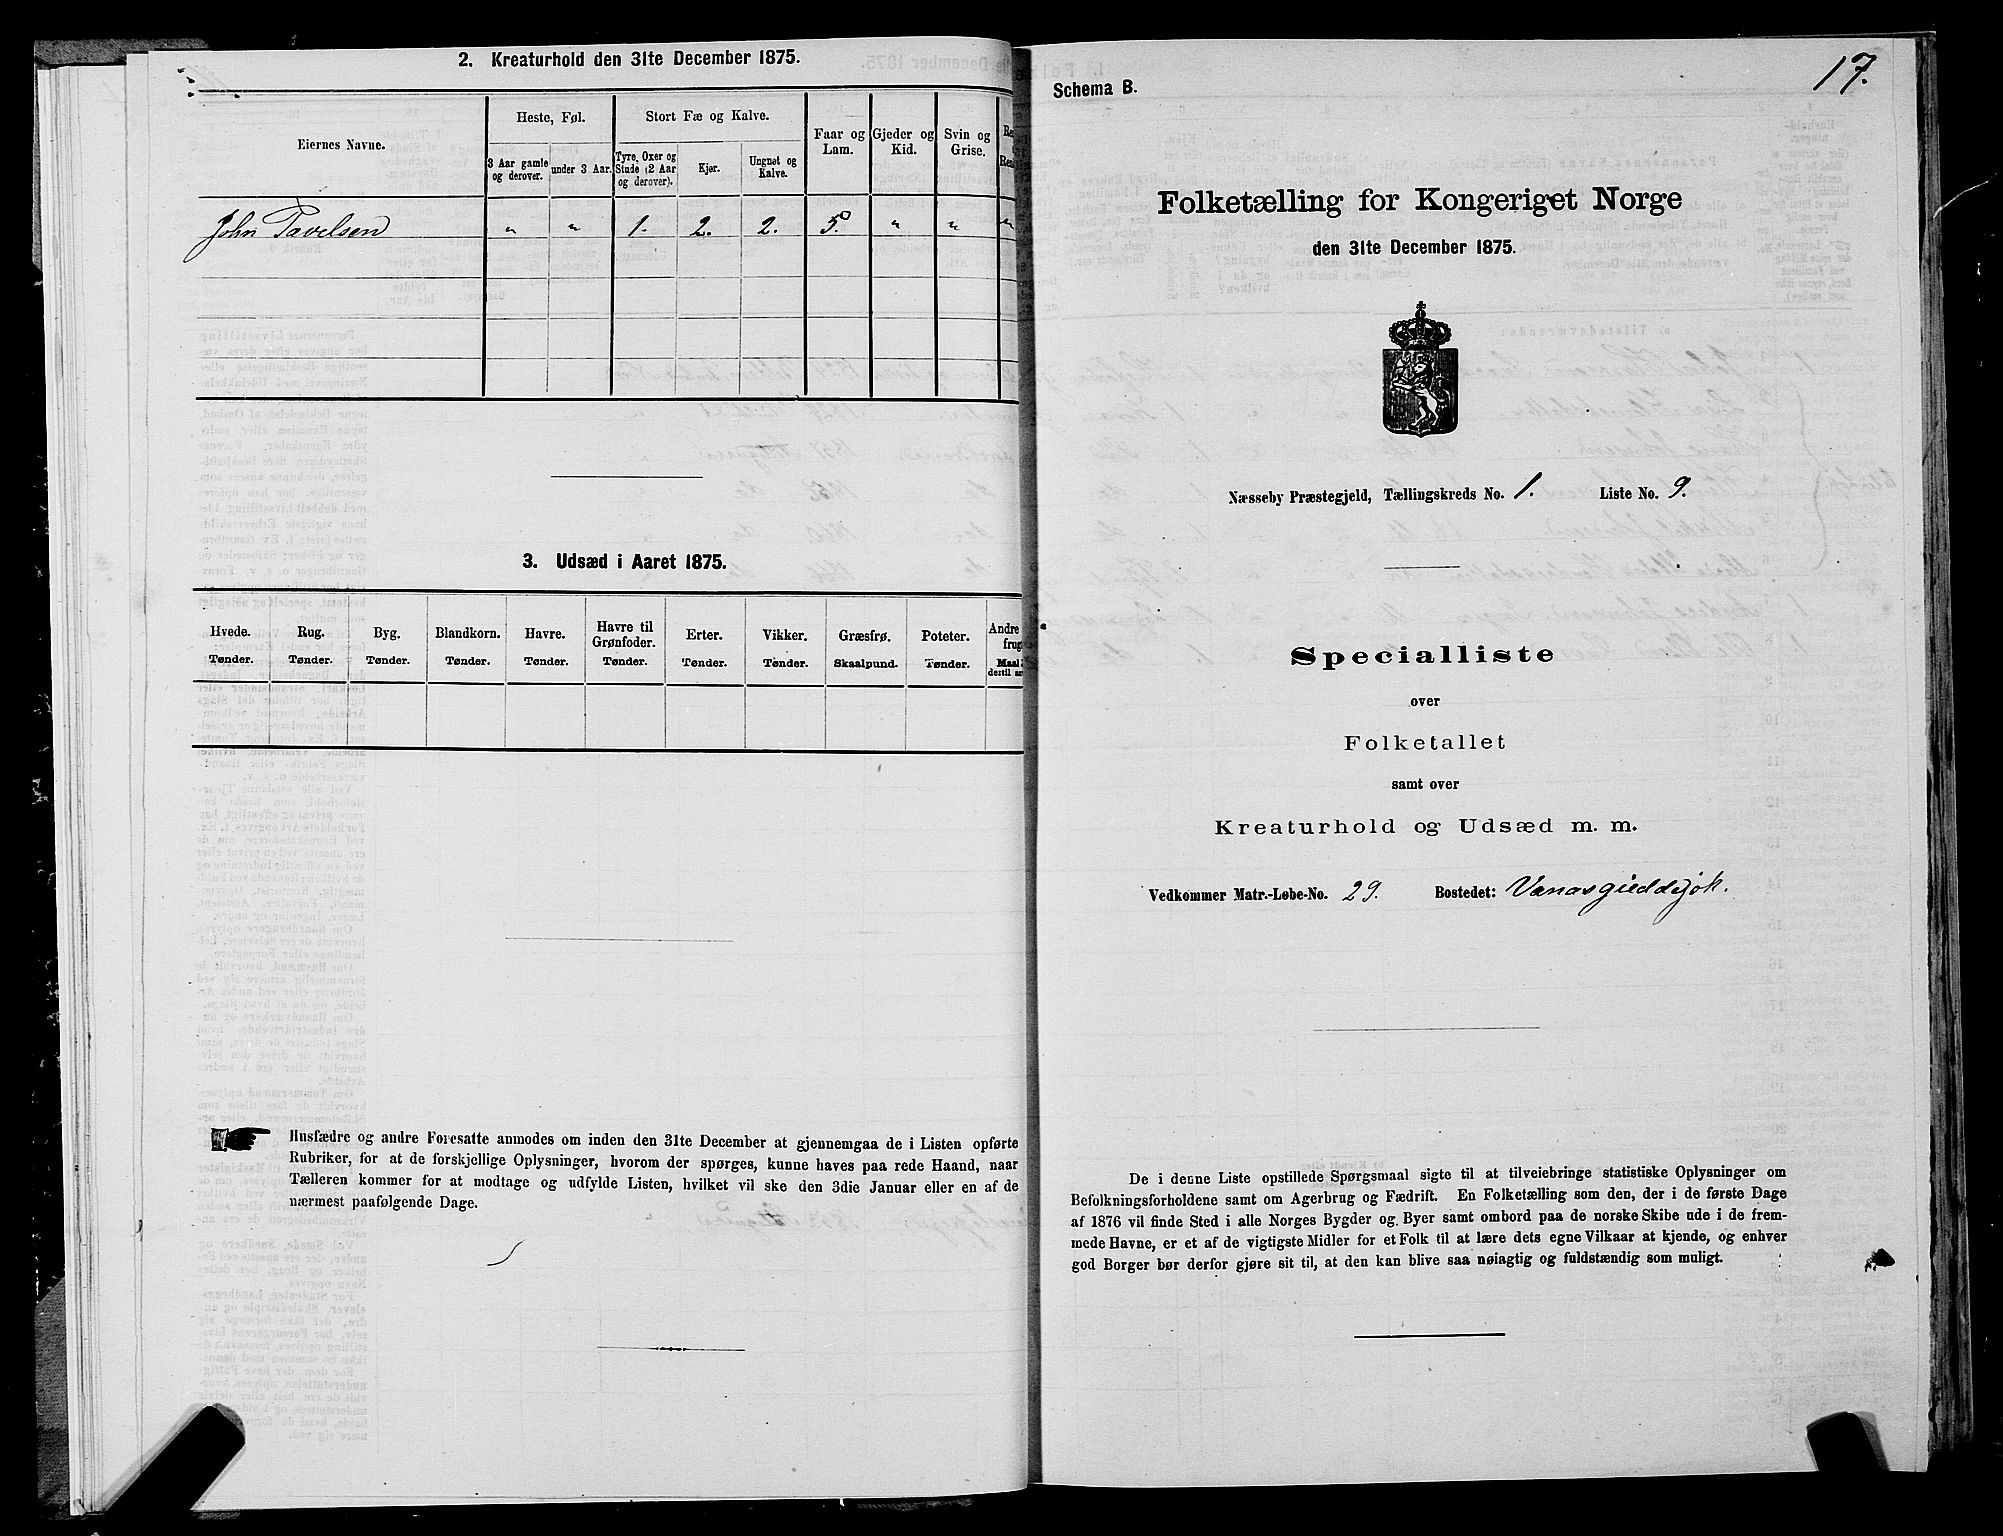 2. Kreaturhold den 31te December 1875.
Eiernes Navne.
Heste, Føl.
Stort Fæ og Kalve.
Faar og Lam.
Gjeder og Kid.
Svin og Grise.
3 Aar gamle og derover.
under 3 Aar.
Tyre, Oxer og Stude (2 Aar og derover).
Kjør.
Ungnet og Kalve.
John Pavelsen " " 1. 2. 2. 5. " " "
3. Udsæd i Aaret 1875.
Hvede. Rug. Byg. Blandkorn. Havre. Havre til Grønfoder. Erter. Vikker. Græsfrø. Poteter. Andre
Tønder. Tønder. Tønder. Tønder. Tønder. Tønder. Tønder. Tønder. Skaalpund. Tønder.
Husfædre og andre Foresatte anmodes om inden den 31te December at gjennemgaa de i Listen opførte
Rubriker, for at de forskjellige Oplysninger, hvorom der spørges, kunne haves paa rede Haand, naar
Tælleren kommer for at modtage og udfylde Listen, hvilket vil ske den 3die Januar eller en af de
nærmest paafølgende Dage.
17.
Schema B.
Folketælling for Kongeriget Norge
den 31te December 1875.
Næsseby Præstegjeld, Tællingskreds No. 1. Liste No. 9.
Specialliste
over
Folketallet
samt over
Kreaturhold og Udsæd m. m.
Vedkommer Matr.-Løbe-No. 29. Bostedet: Vanasgieddejok.
De i denne Liste opstillede Spørgsmaal sigte til at tilveiebringe statistiske Oplysninger om
Befolkningsforholdene samt om Agerbrug og Fædrift. En Folketælling som den, der i de første Dage
af 1876 vil finde Sted i alle Norges Bygder og Byer samt ombord paa de norske Skibe ude i de frem-
mede Havne, er et af de vigtigste Midler for et Folk til at lære dets egne Vilkaar at kjende, og enhver
god Borger bør derfor gjøre sit til, at den kan blive saa nøiagtig og fuldstændig som muligt.